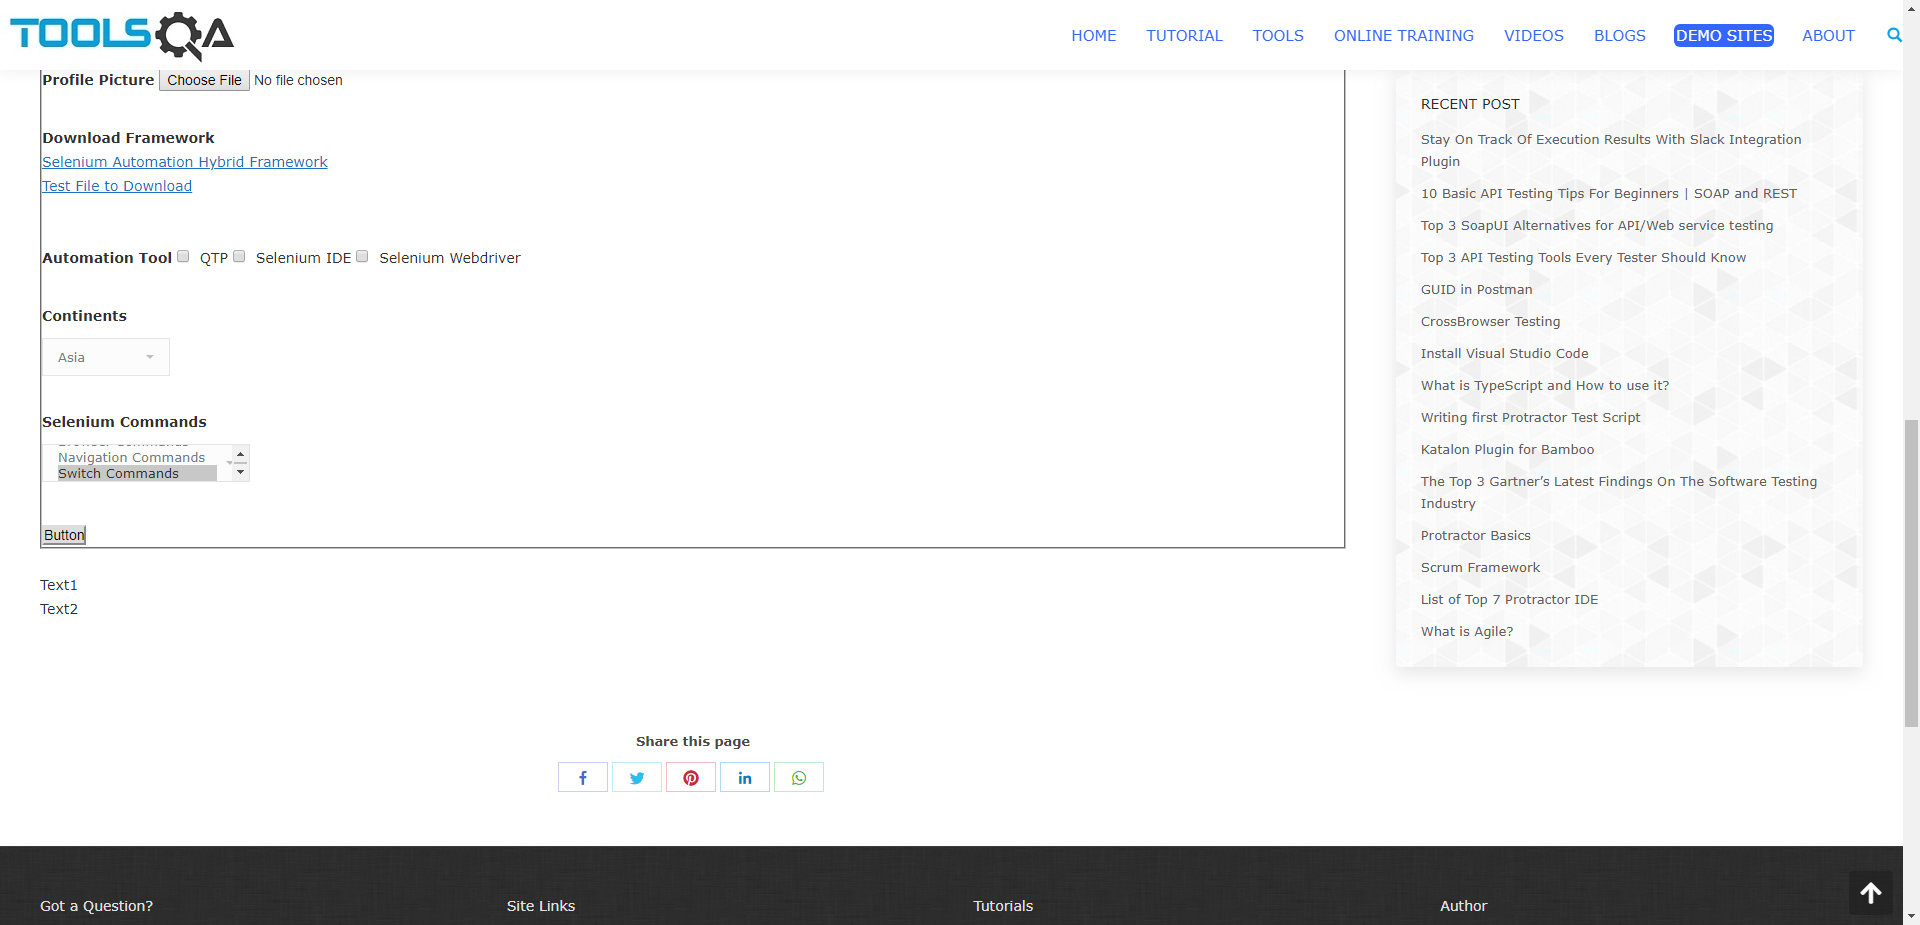 TOOLSQA
HOME TUTORIAL TOOLS ONLINE TRAINING VIDEOS BLOGS DEMO SITES ABOUT
Profile Picture Choose File No file chosen
Download Framework
Selenium Automation Hybrid Framework
Test File to Download
Automation Tool QTP Selenium IDE Selenium Webdriver
Continents
Asia
Selenium Commands
Browser Commands
Navigation Commands
Switch Commands
Button
Text1
Text2
RECENT POST
Stay On Track Of Execution Results With Slack Integration
Plugin
10 Basic API Testing Tips For Beginners | SOAP and REST
Top 3 SoapUI Alternatives for API/Web service testing
Top 3 API Testing Tools Every Tester Should Know
GUID in Postman
CrossBrowser Testing
Install Visual Studio Code
What is TypeScript and How to use it?
Writing first Protractor Test Script
Katalon Plugin for Bamboo
The Top 3 Gartner’s Latest Findings On The Software Testing
Industry
Protractor Basics
Scrum Framework
List of Top 7 Protractor IDE
What is Agile?
Share this page
Got a Question? Site Links Tutorials Author